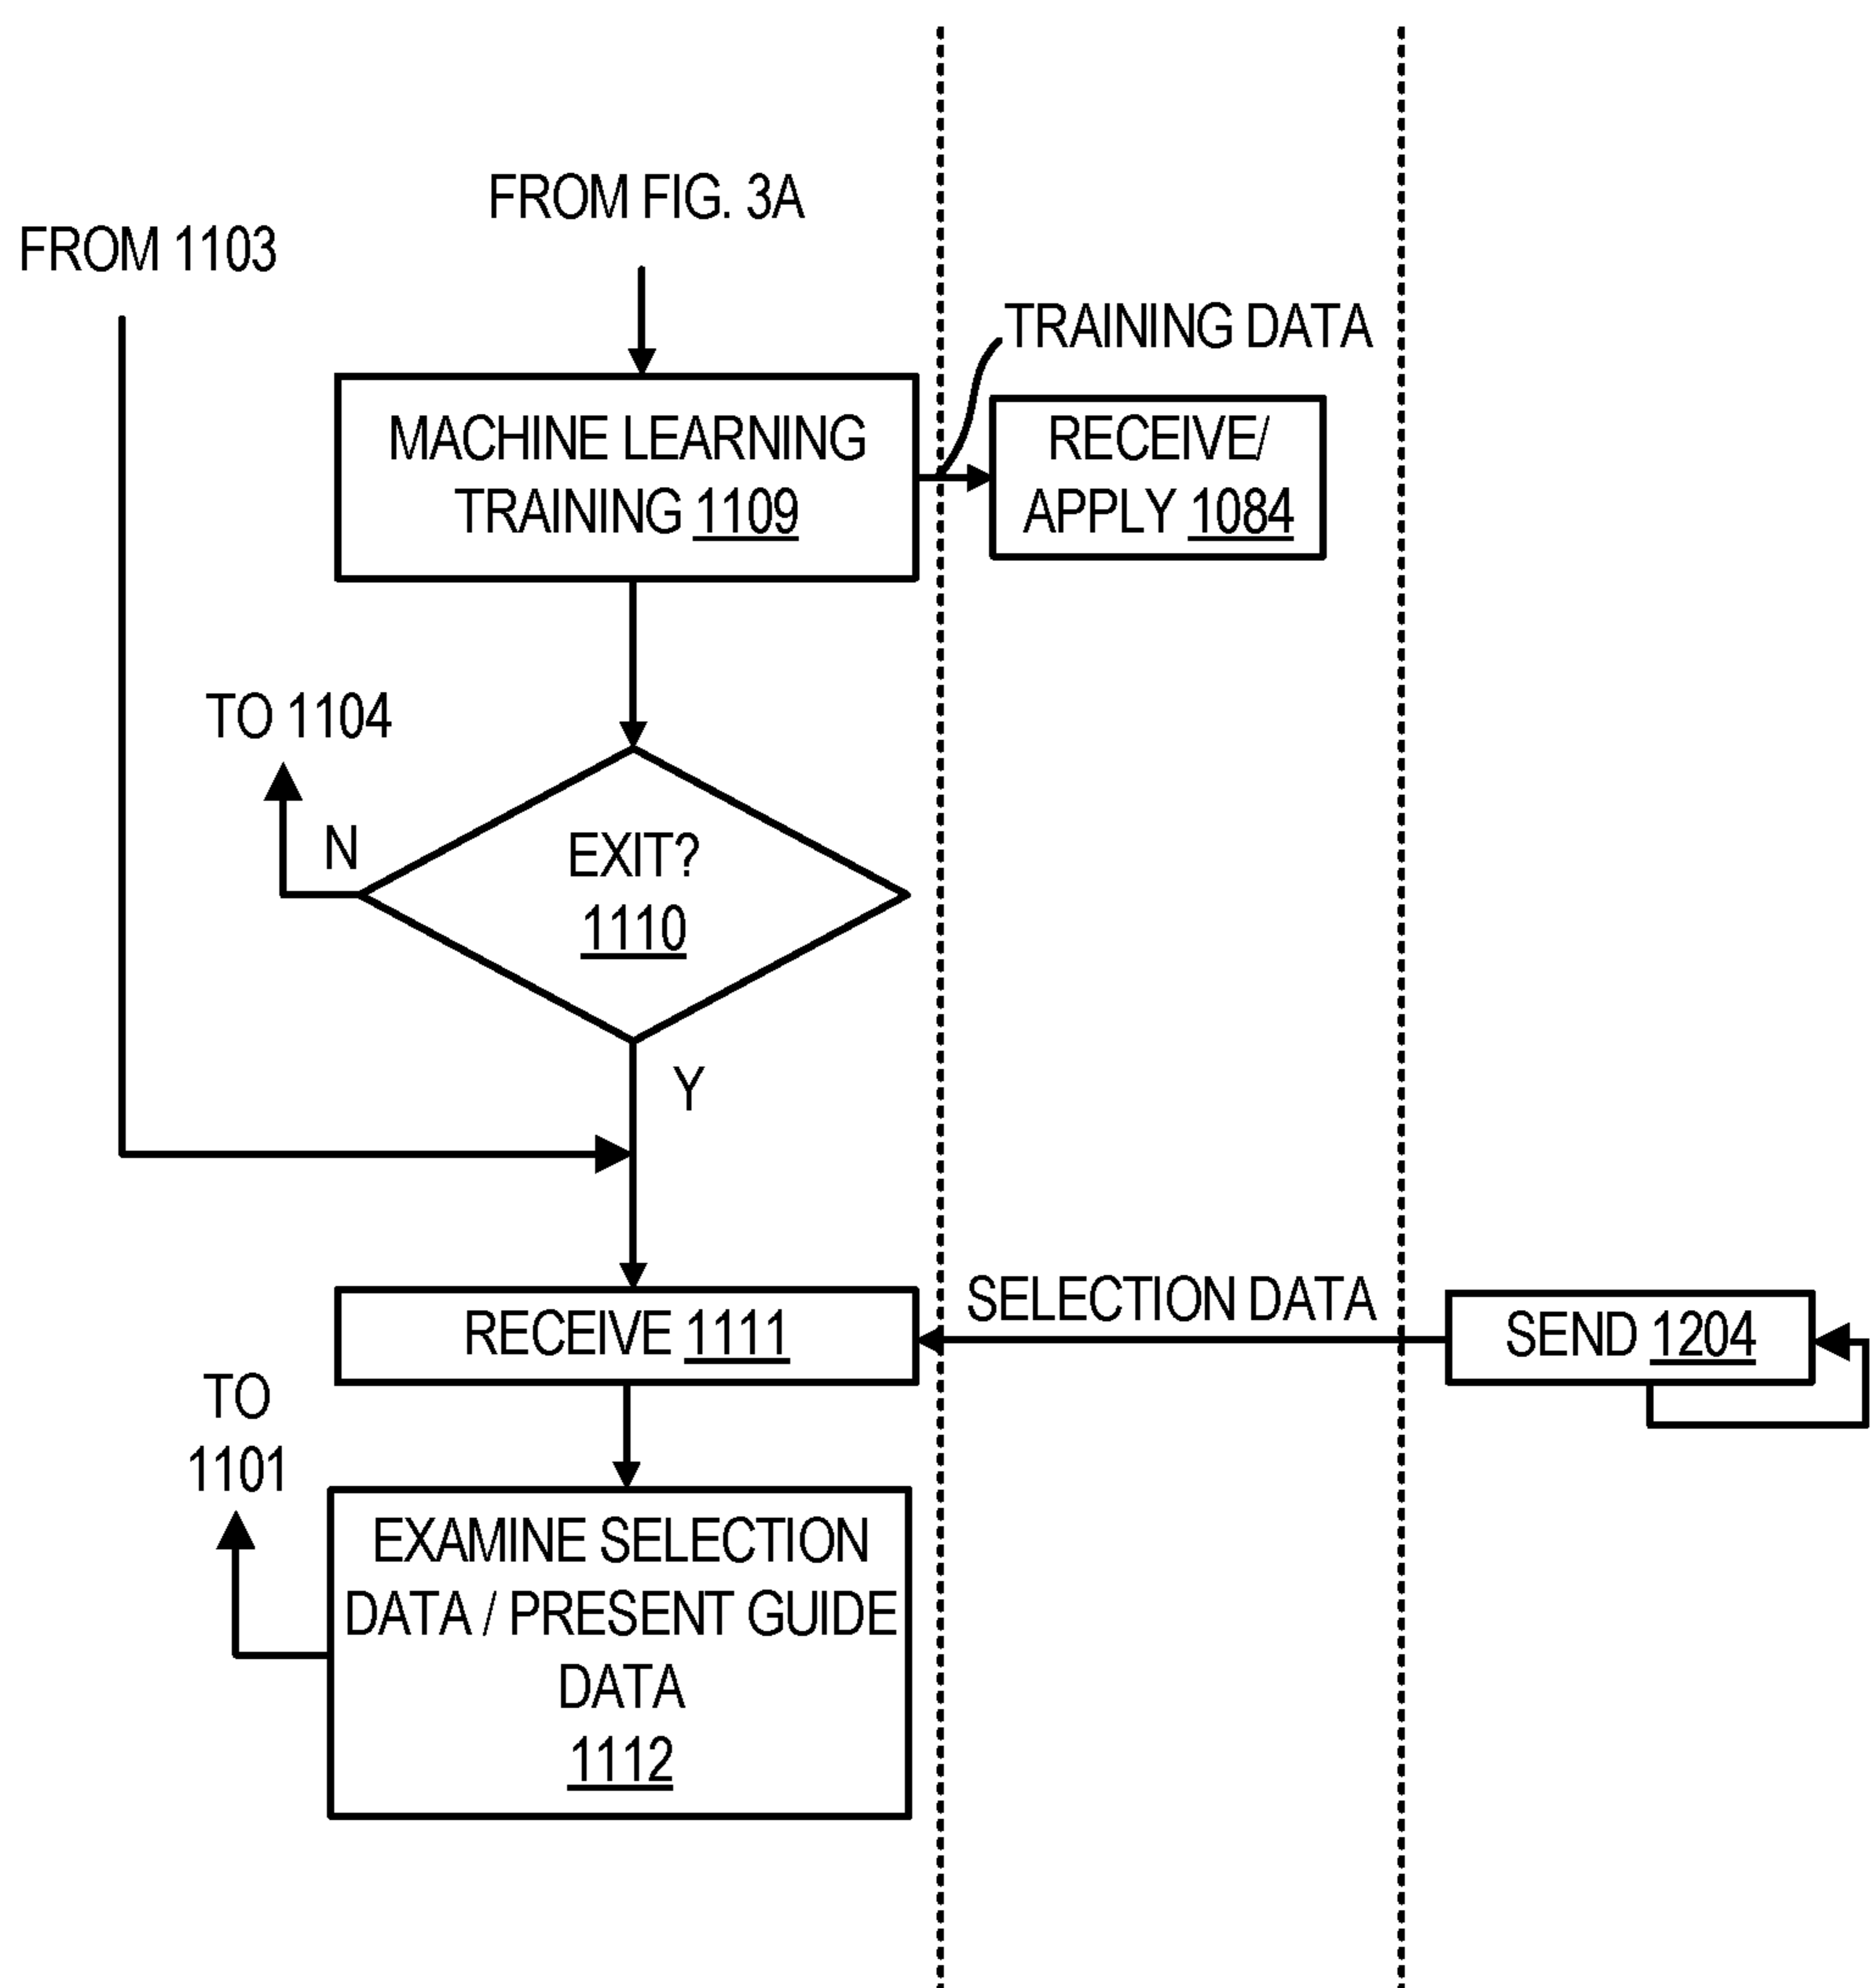 FROM FIG. 3A
FROM 1103
TRAINING DATA
MACHINE LEARNING
TRAINING 1109
RECEIVE/
APPLY 1084
TO 1104
N
EXIT?
1110
Y
SELECTION DATA
RECEIVE 1111
SEND 1204
TO
1101
EXAMINE SELECTION
DATA / PRESENT GUIDE
DATA
1112